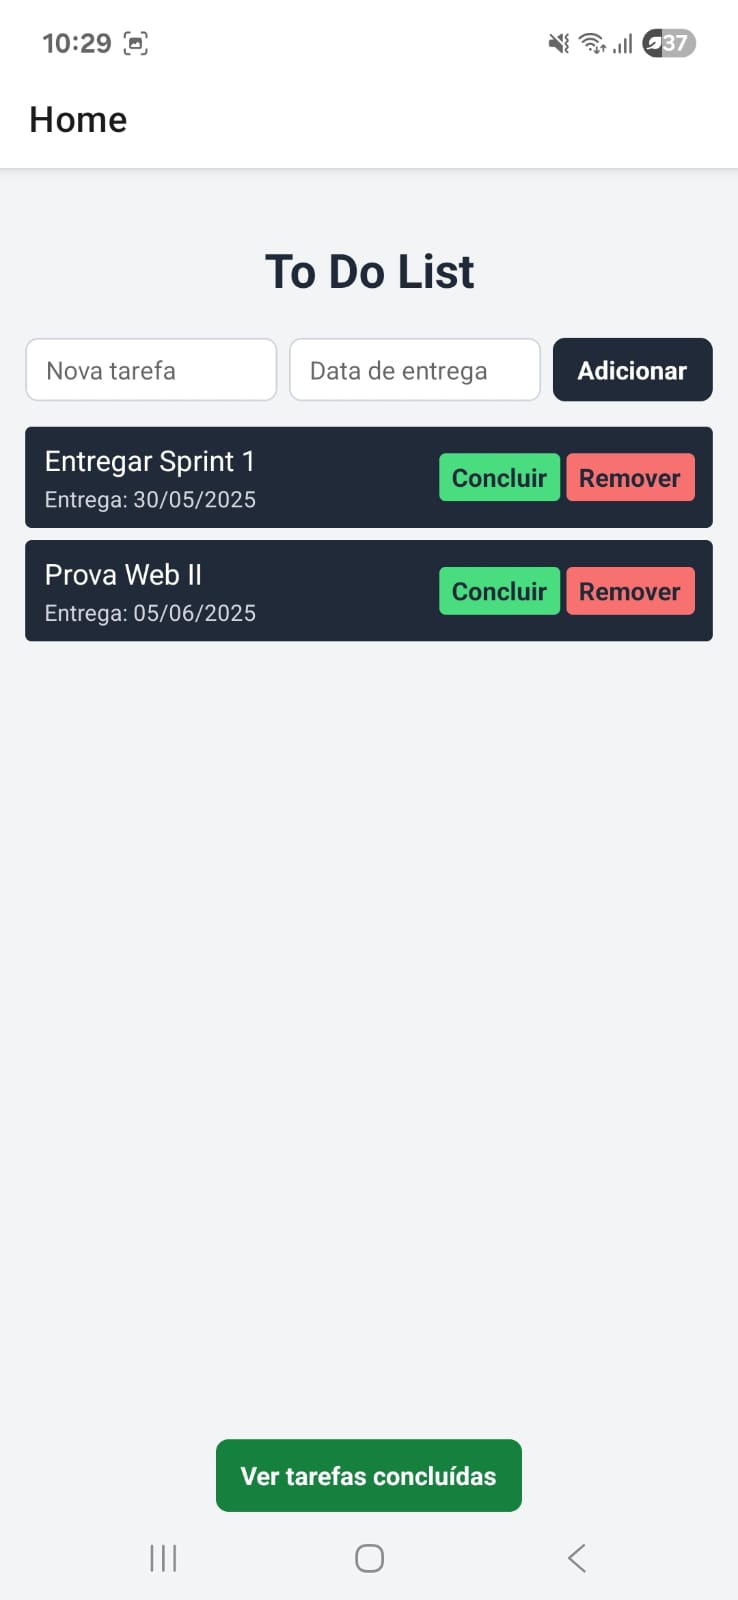 10:29
37
Home
To Do List
Nova tarefa
Data de entrega
Adicionar
Entregar Sprint 1
Entrega: 30/05/2025
Concluir
Remover
Prova Web II
Entrega: 05/06/2025
Concluir
Remover
Ver tarefas concluídas